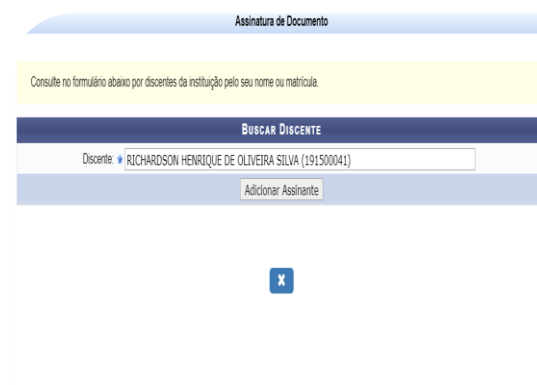 Assinatura de Documento
Consulte no formulário abaixo por discentes da instituição pelo seu nome ou matrícula.
BUSCAR DISCENTE
Discente: RICHARDSON HENRIQUE DE OLIVEIRA SILVA (191500041)
Adicionar Assinante
X